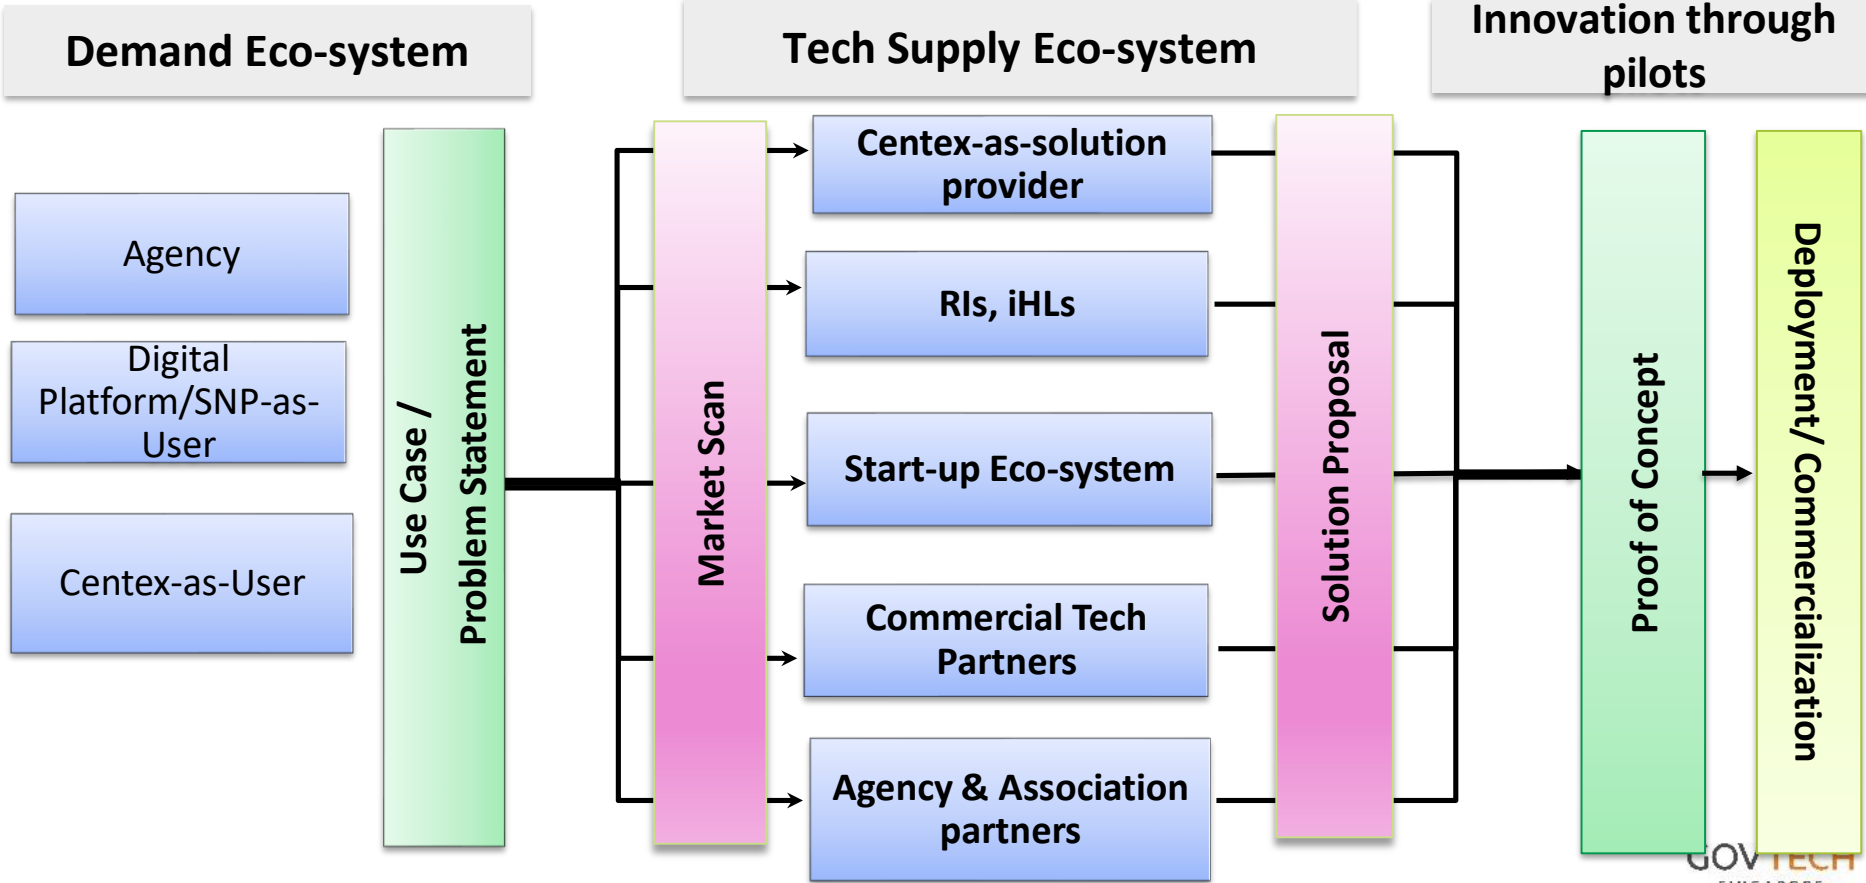 Demand Eco-system
Tech Supply Eco-system
Innovation through
pilots
Agency
Digital
Platform/SNP-as-
User
Centex-as-User
Use Case /
Problem Statement
Market Scan
Centex-as-solution
provider
RIs, iHLs
Start-up Eco-system
Commercial Tech
Partners
Agency & Association
partners
Solution Proposal
Proof of Concept
Deployment/ Commercialization
GOVTECH